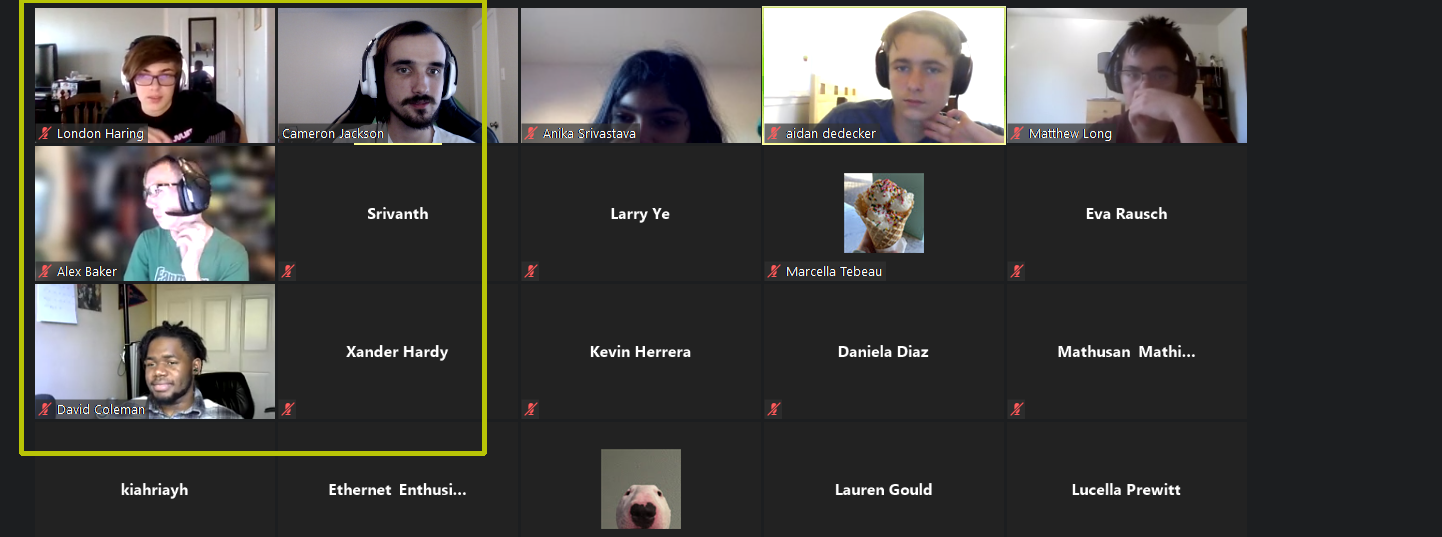 London Haring
Cameron Jackson
Anika Srivastava
aidan dedecker
Matthew Long
Alex Baker
Srivanth
Larry Ye
Marcella Tebeau
Eva Rausch
David Coleman
Xander Hardy
Kevin Herrera
Daniela Diaz
Mathusan Mathi...
kiahriayh
Ethernet Enthusi...
Lauren Gould
Lucella Prewitt